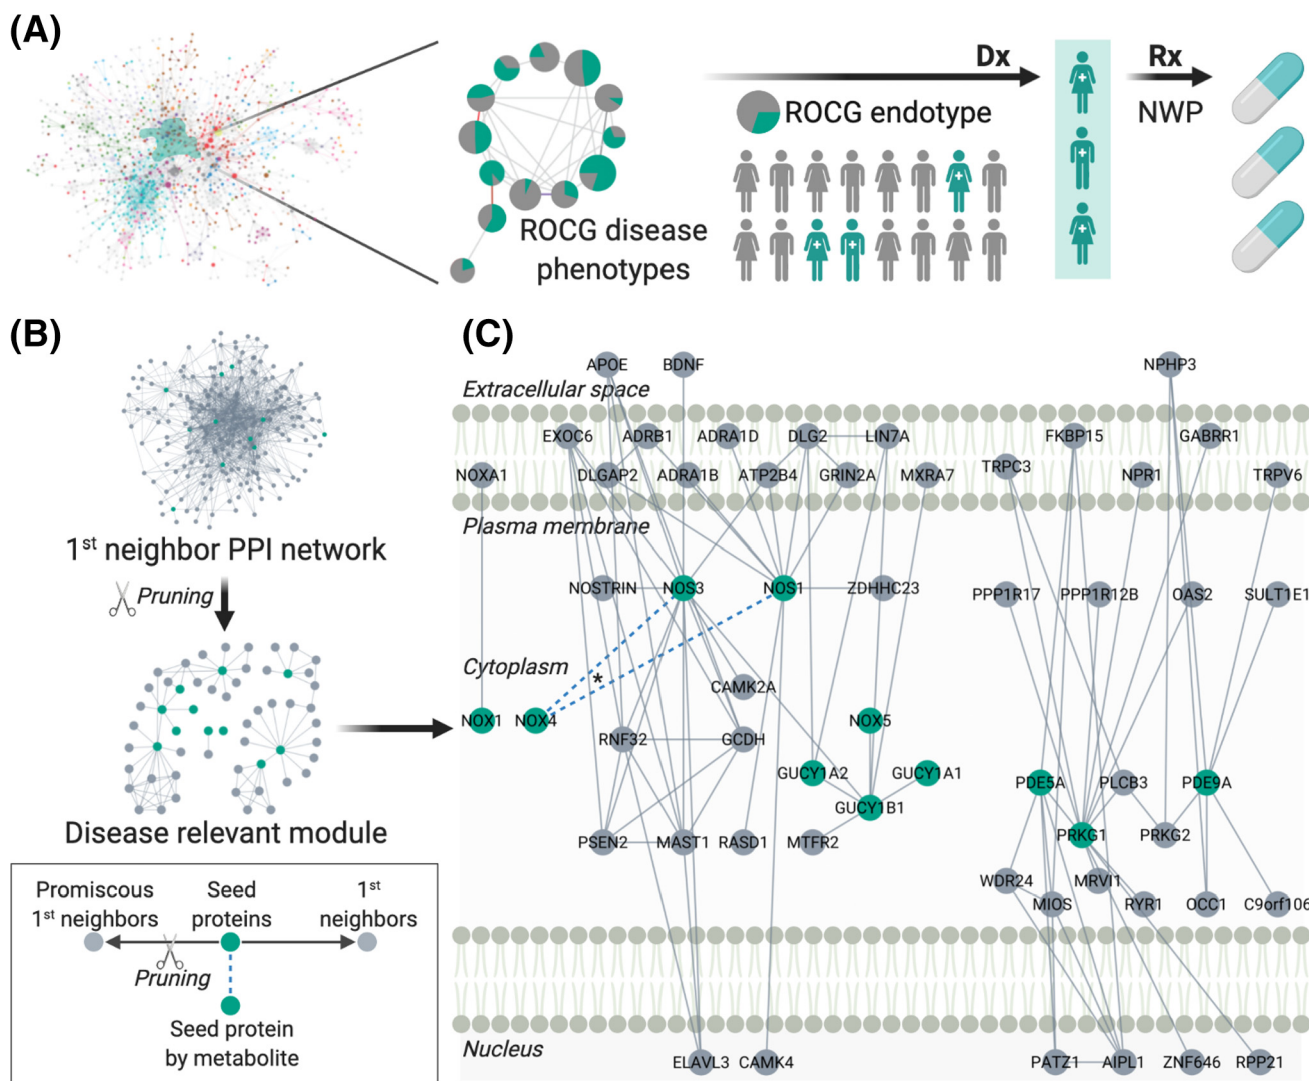 (A)
ROCG disease
phenotypes
Dx
ROCG endotype
Rx
NWP
(B)
1st neighbor PPI network
Pruning
Disease relevant module
Promiscous
1st neighbors
Seed
proteins
1st
neighbors
Pruning
Seed protein
by metabolite
(C)
APOE BDNF NPHP3
Extracellular space
EXOC6 ADRB1 ADRA1D DLG2 LIN7A FKBP15 GABRR1
TRPC3
NOXA1 DLGAP2 ADRA1B ATP2B4 GRIN2A MXRA7 NPR1 TRPV6
Plasma membrane
NOSTRIN NOS3 NOS1 ZDHHC23 PPP1R17 PPP1R12B OAS2 SULT1E1
Cytoplasm
*
CAMK2A
NOX1 NOX4 NOX5
RNF32 GCDH
GUCY1A2 GUCY1A1 PDE5A PLCB3 PDE9A
GUCY1B1
PRKG1 PRKG2
PSEN2 MAST1 RASD1 MTFR2
WDR24 MRVI1
MIOS RYR1 OCC1 C9orf106
Nucleus
ELAVL3 CAMK4 PATZ1 AIPL1 ZNF646 RPP21